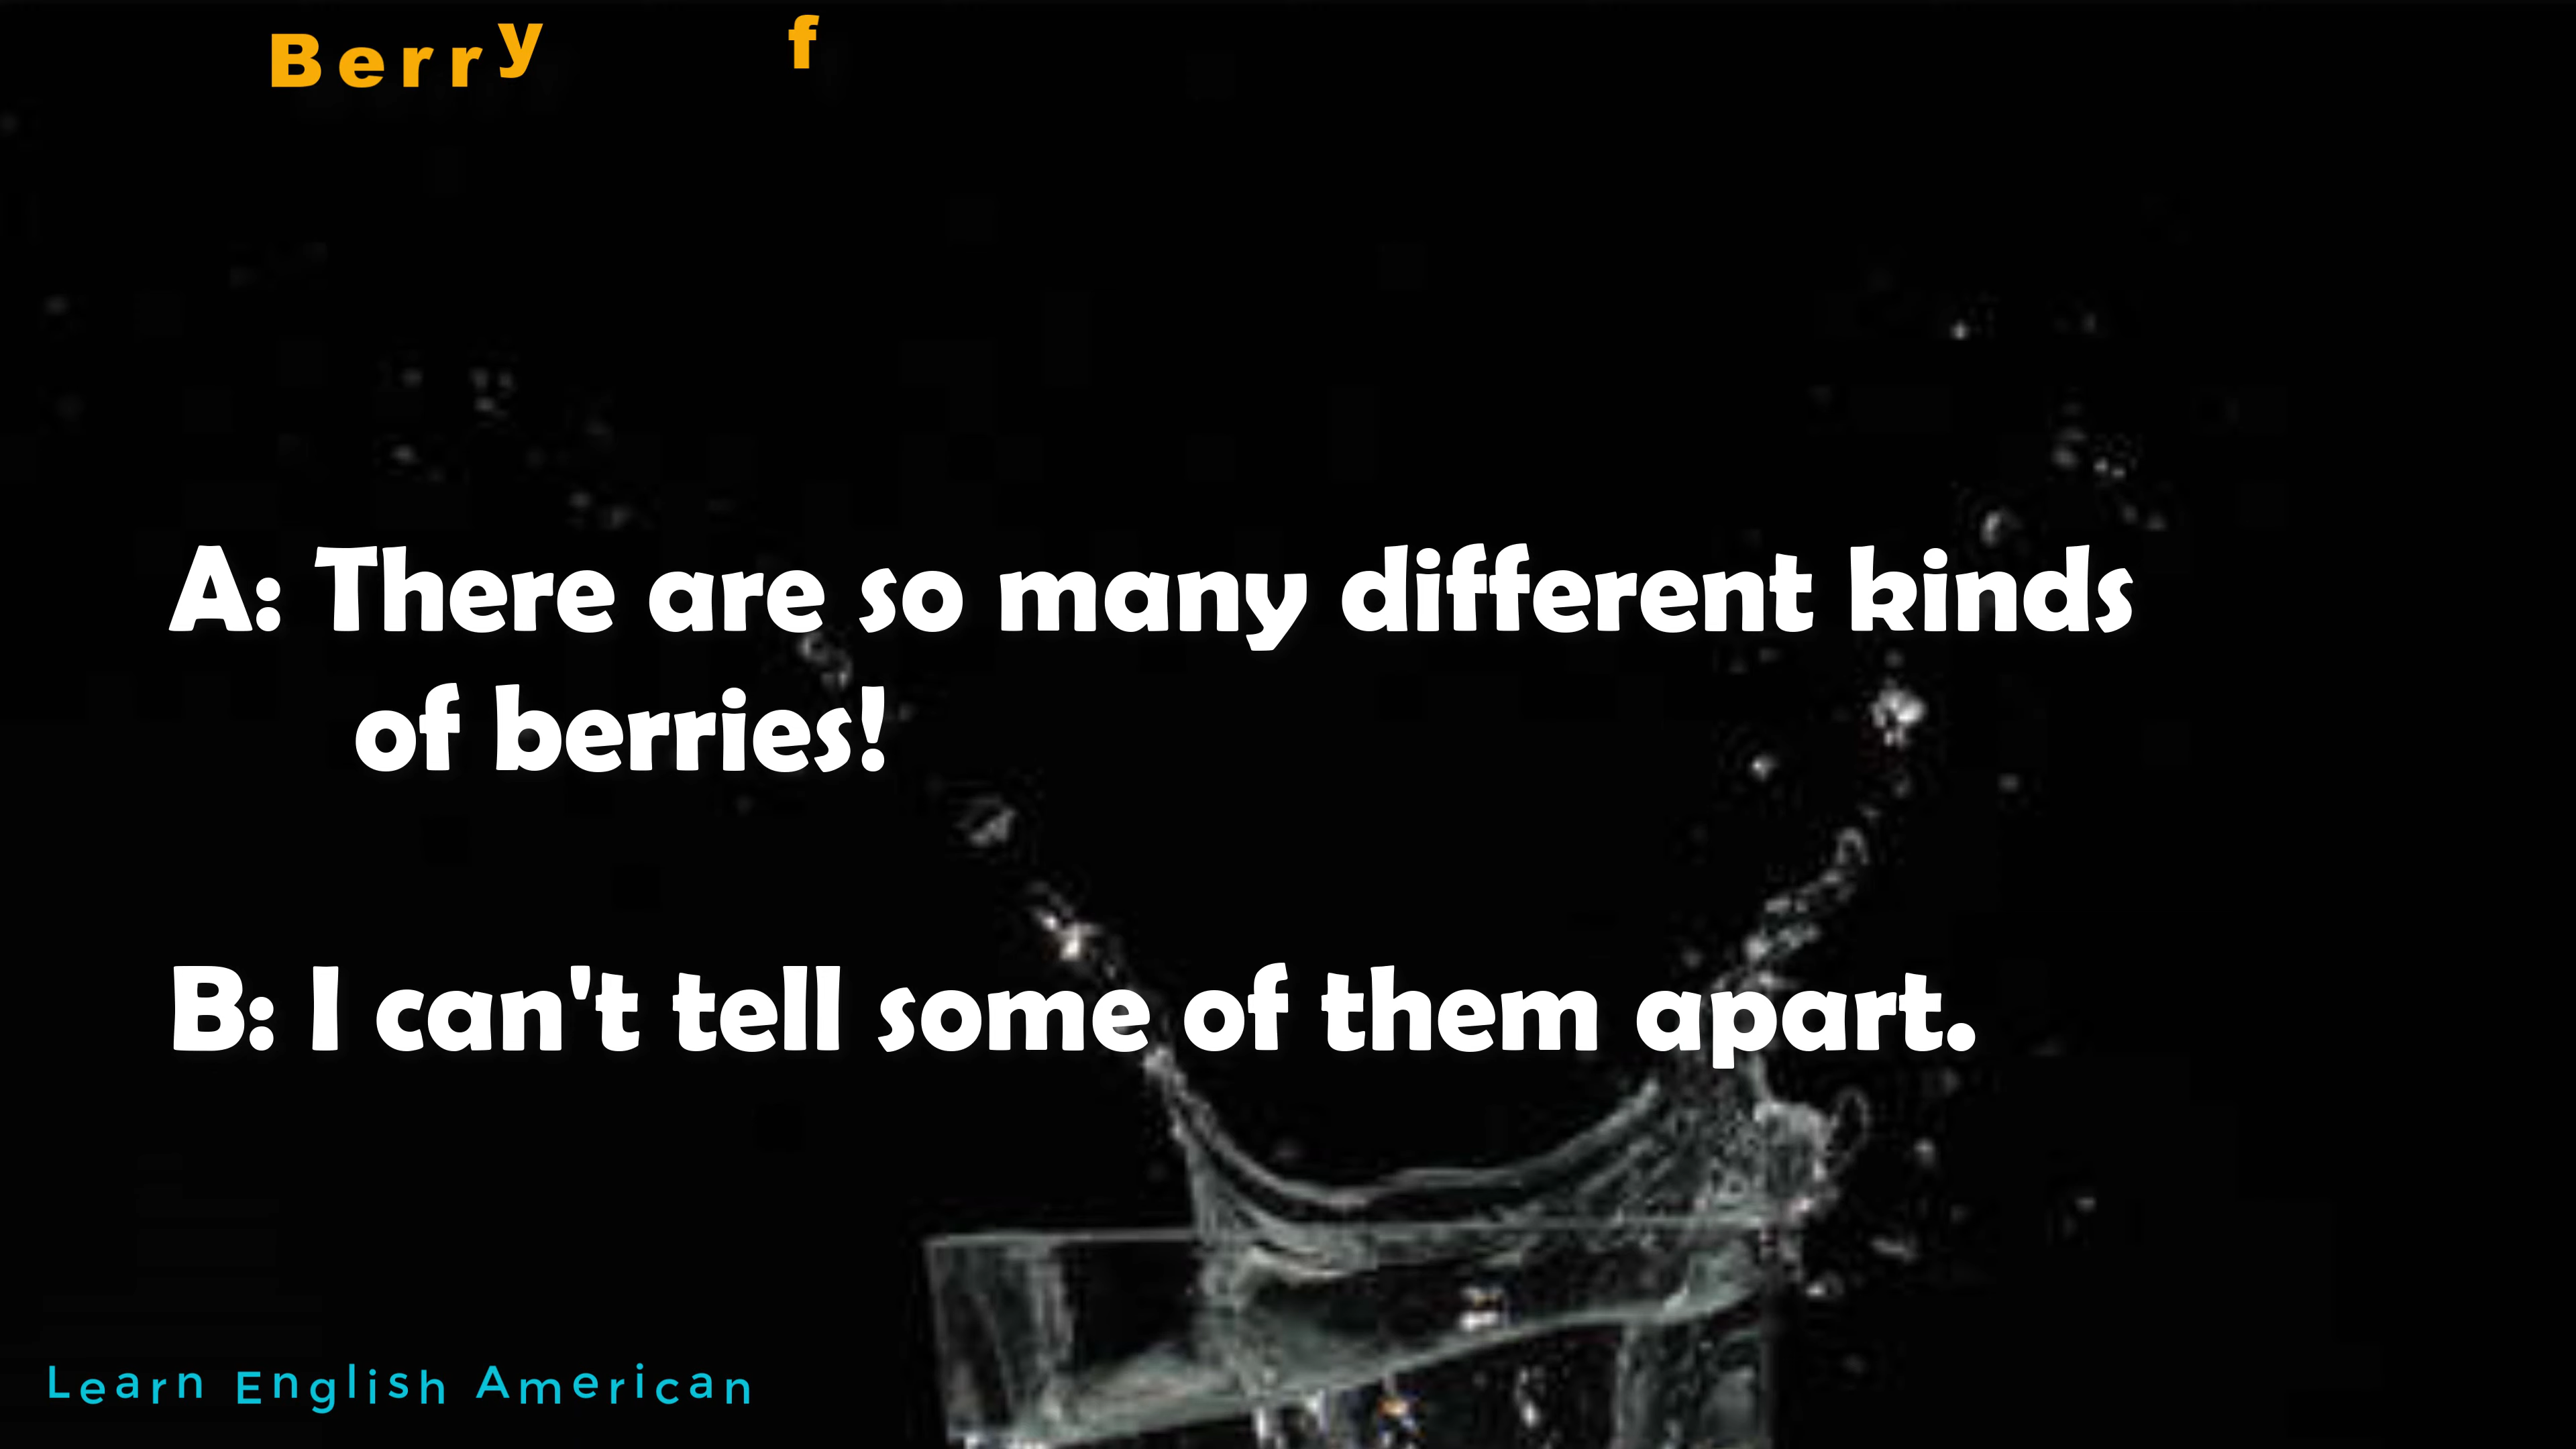 Berry f
A: There are so many different kinds
of berries!
B: I can't tell some of them apart.
Learn English American